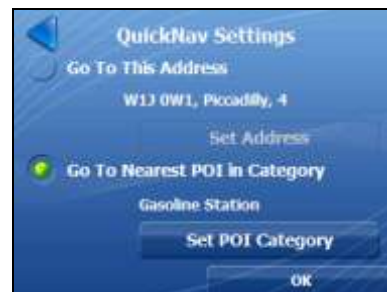 QuickNav Settings
Go To This Address
W1J 0W1, Piccadilly, 4
Set Address
Go To Nearest POI in Category
Gasoline Station
Set POI Category
OK